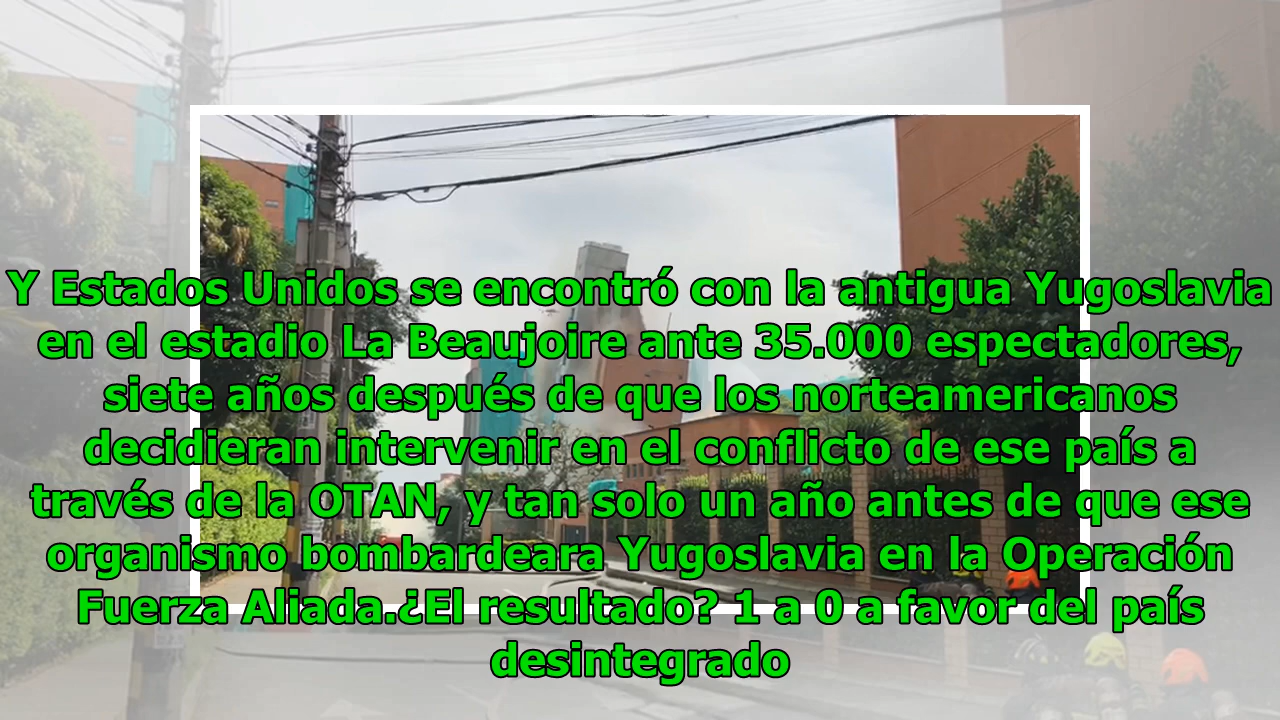 Y Estados Unidos se encontró con la antigua Yugoslavia
en el estadio La Beaujoire ante 35.000 espectadores,
siete años después de que los norteamericanos
decidieran intervenir en el conflicto de ese país a
través de la OTAN, y tan solo un año antes de que ese
organismo bombardeara Yugoslavia en la Operación
Fuerza Aliada.¿El resultado? 1 a 0 a favor del país
desintegrado